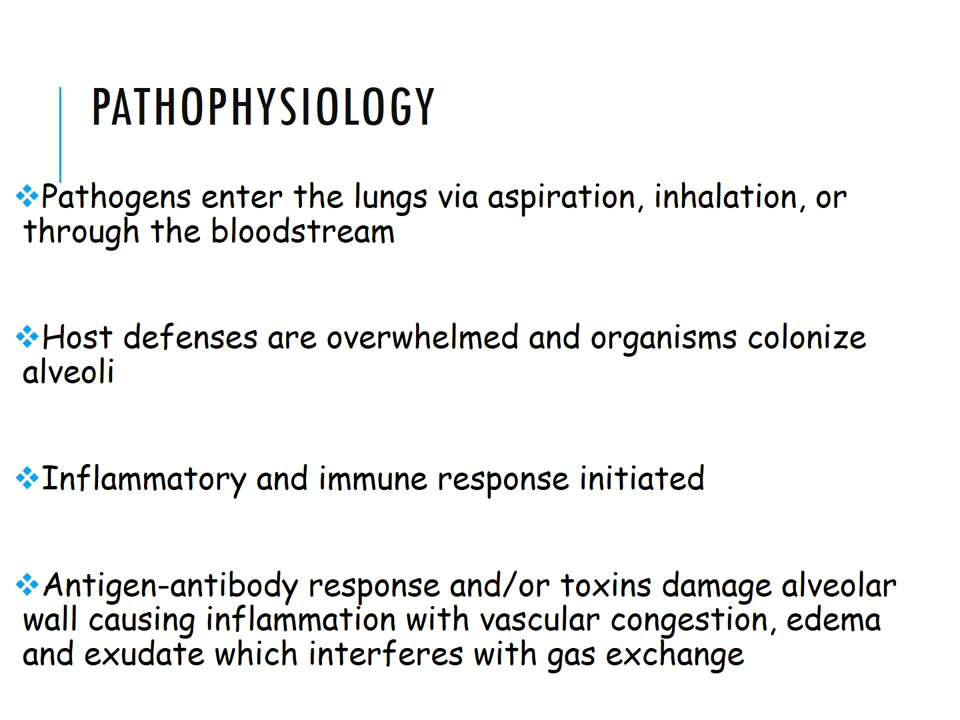 PATHOPHYSIOLOGY
❖Pathogens enter the lungs via aspiration, inhalation, or
through the bloodstream
❖Host defenses are overwhelmed and organisms colonize
alveoli
❖Inflammatory and immune response initiated
❖Antigen-antibody response and/or toxins damage alveolar
wall causing inflammation with vascular congestion, edema
and exudate which interferes with gas exchange